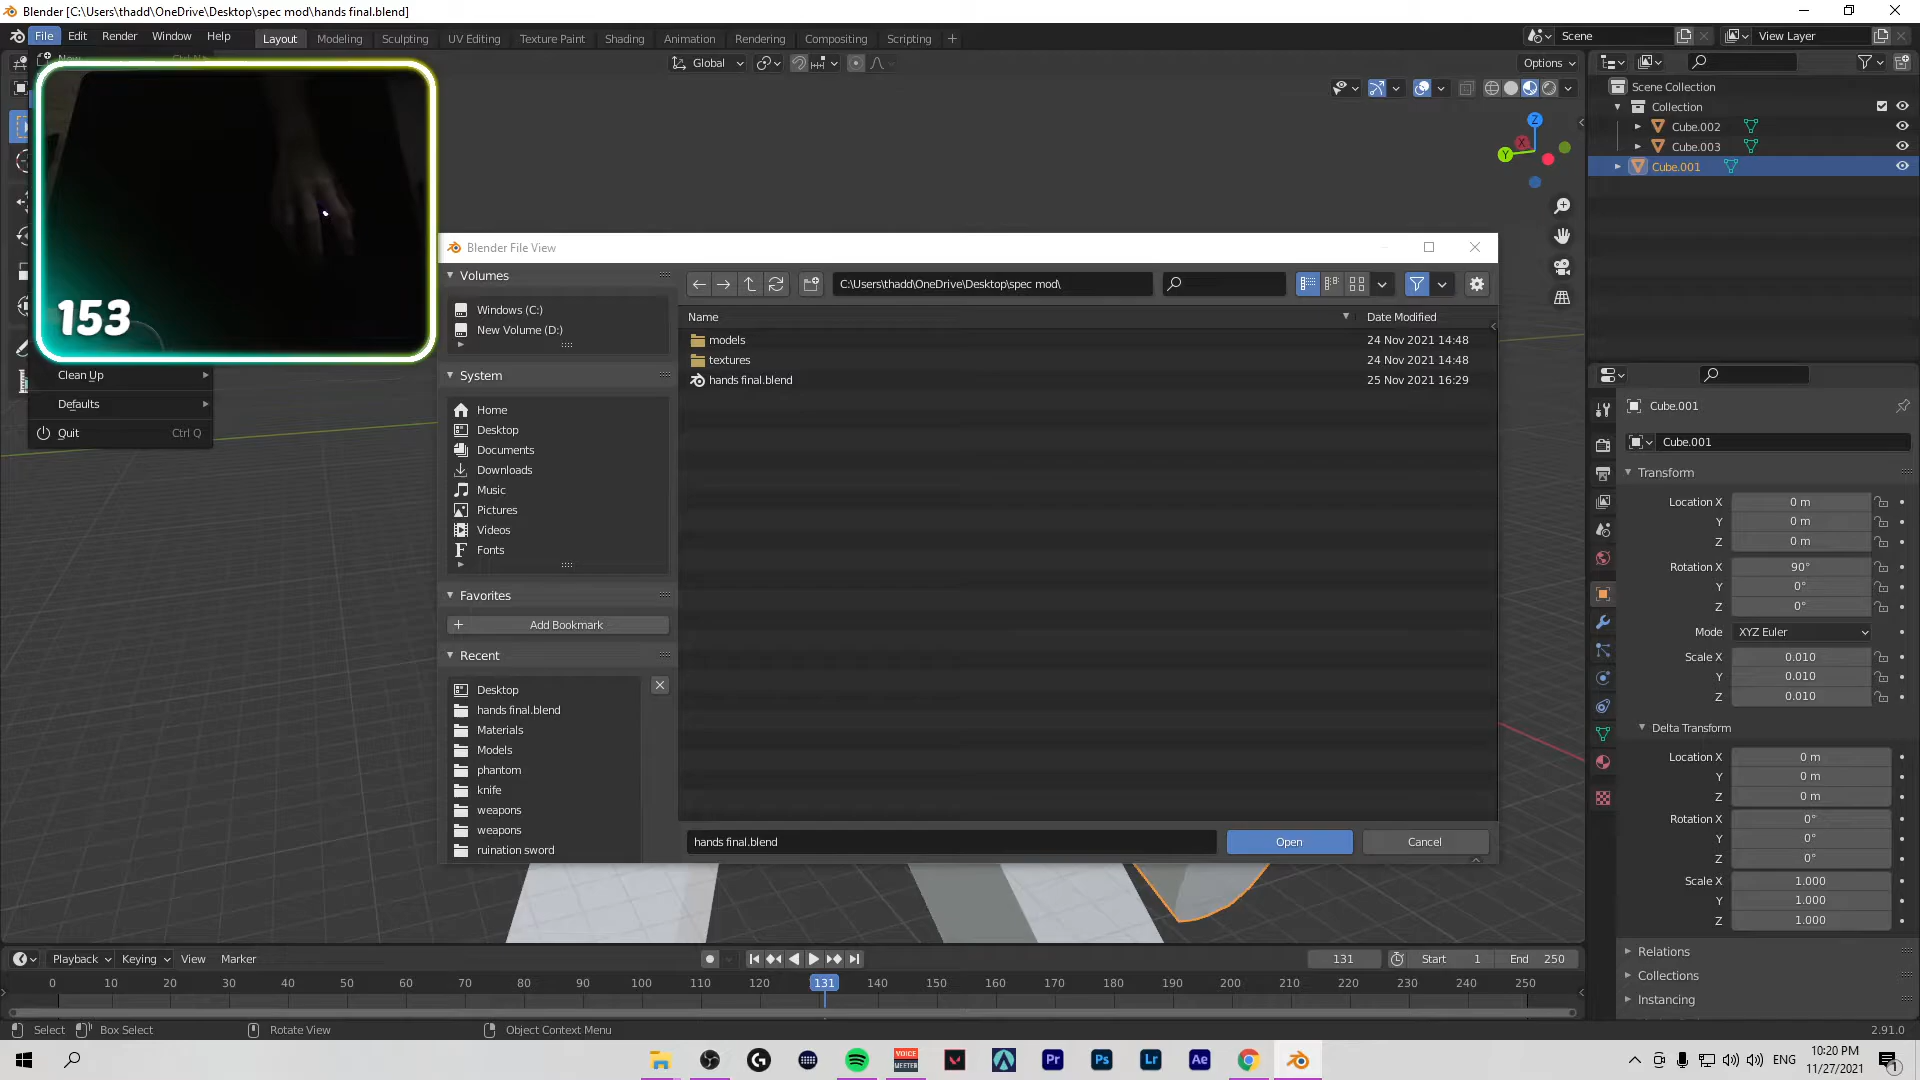 Blender [C:\Users\thadd\OneDrive\Desktop\spec mod\hands final.blend]
File Edit Render Window Help Layout Modeling Sculpting UV Editing Texture Paint Shading Animation Rendering Compositing Scripting + Scene View Layer
Global Options
153
Clean Up
Defaults
Quit Ctrl Q
Blender File View
Volumes
Windows (C:)
New Volume (D:)
System
Home
Desktop
Documents
Downloads
Music
Pictures
Videos
Fonts
Favorites
Add Bookmark
Recent
Desktop
hands final.blend
Materials
Models
phantom
knife
weapons
weapons
ruination sword
C:\Users\thadd\OneDrive\Desktop\spec mod\
Name Date Modified
models 24 Nov 2021 14:48
textures 24 Nov 2021 14:48
hands final.blend 25 Nov 2021 16:29
hands final.blend Open Cancel
Z
X
Y
Scene Collection
Collection
Cube.002
Cube.003
Cube.001
Cube.001
Cube.001
Transform
Location X 0 m
Y 0 m
Z 0 m
Rotation X 90°
Y 0°
Z 0°
Mode XYZ Euler
Scale X 0.010
Y 0.010
Z 0.010
Delta Transform
Location X 0 m
Y 0 m
Z 0 m
Rotation X 0°
Y 0°
Z 0°
Scale X 1.000
Y 1.000
Z 1.000
Relations
Collections
Instancing
Playback Keying View Marker 131 Start 1 End 250
0 10 20 30 40 50 60 70 80 90 100 110 120 131 140 150 160 170 180 190 200 210 220 230 240 250
Select Box Select Rotate View Object Context Menu 2.91.0
VOICE MEETER Pr Ps Lr Ae ENG 10:20 PM
11/27/2021